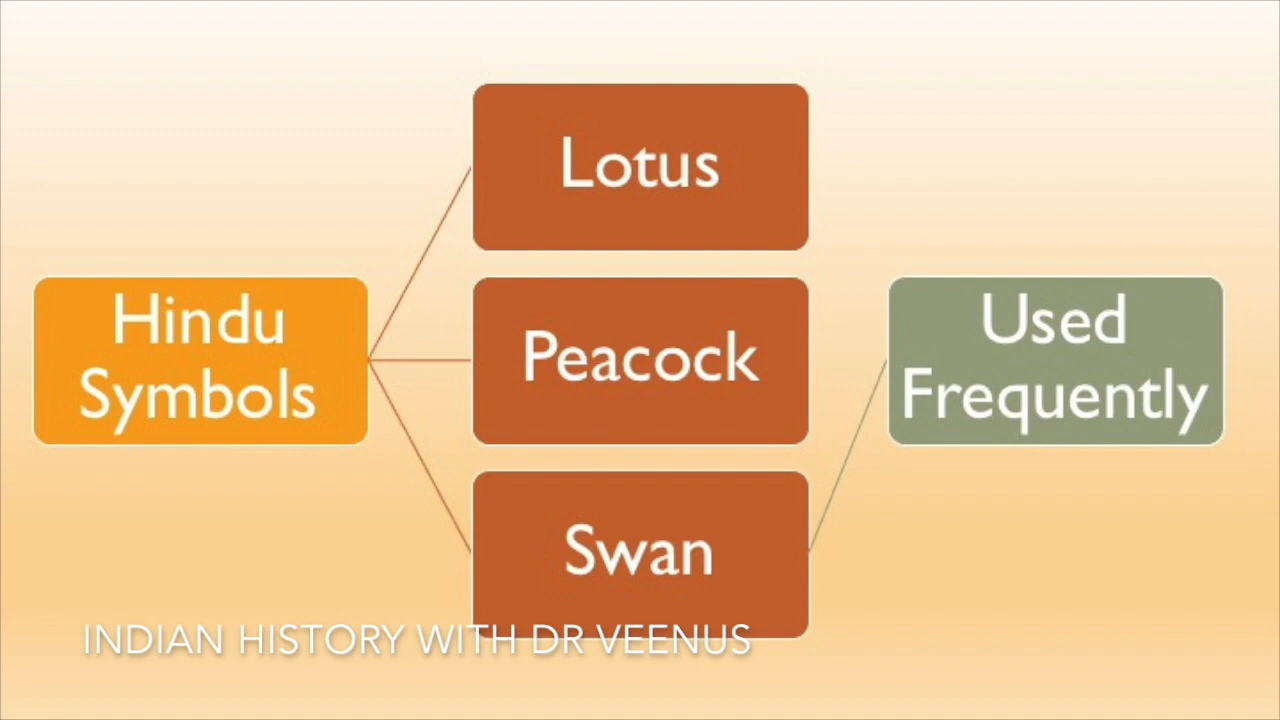 Hindu
Symbols
Lotus
Peacock
Swan
Used
Frequently
INDIAN HISTORY WITH DR VEENUS